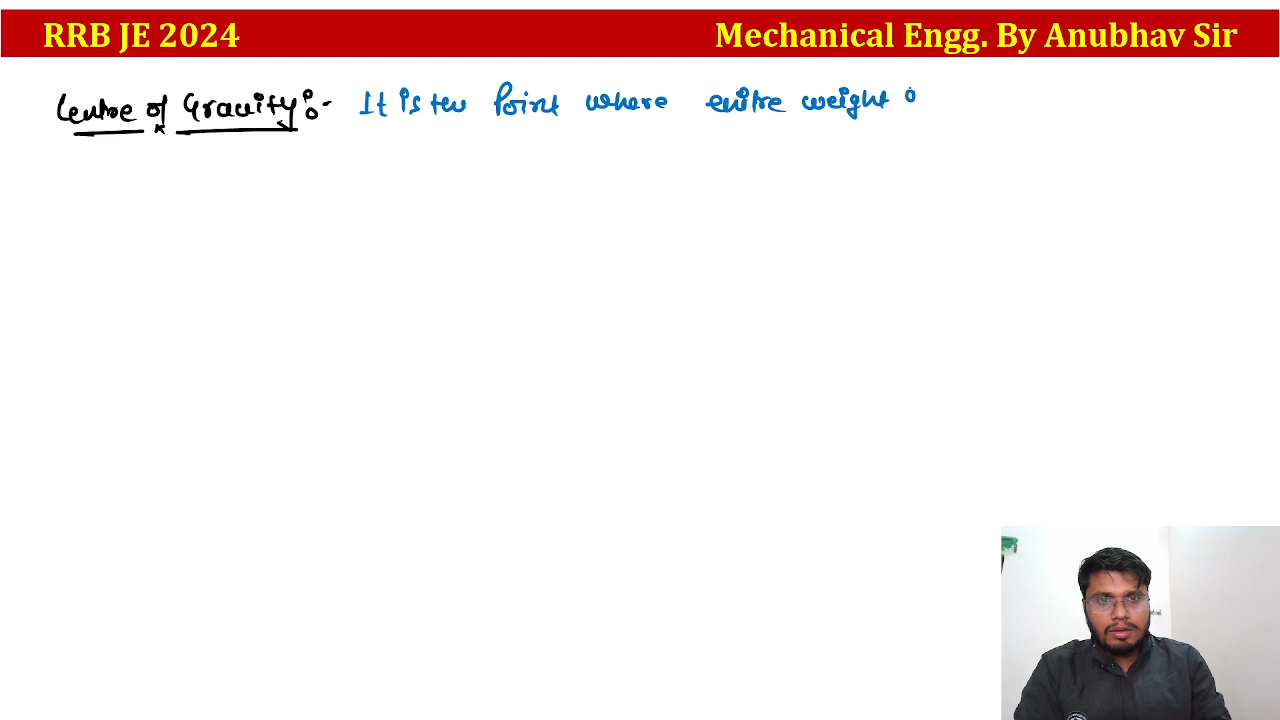 RRB JE 2024 Mechanical Engg. By Anubhav Sir
Centre of Gravity:- It is the Point where entire weight o